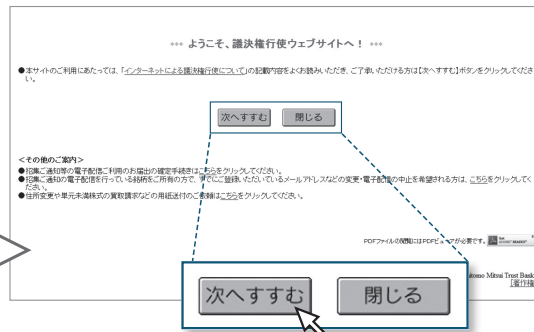 *** ようこそ、議決権行使ウェブサイトへ! ***
●本サイトのご利用にあたっては、「インターネットによる議決権行使について」の記載内容をよくお読みいただき、ご了承いただける方は【次へすすむ】ボタンをクリックしてくださ
い。
次へすすむ 閉じる
<その他のご案内>
●招集ご通知等の電子配信ご利用のお届出の確定手続きはこちらをクリックしてください。
●招集ご通知の電子配信を行っている銘柄をご所有の方で、すでにご登録いただいているメールアドレスなどの変更・電子配信の中止を希望される方は、こちらをクリックしてく
ださい。
●住所変更や単元未満株式の買取請求などの用紙送付のご依頼はこちらをクリックしてください。
PDFファイルの閲覧にはPDFビューアが必要です。
Mitsui Trust Bank
[著作権
次へすすむ 閉じる